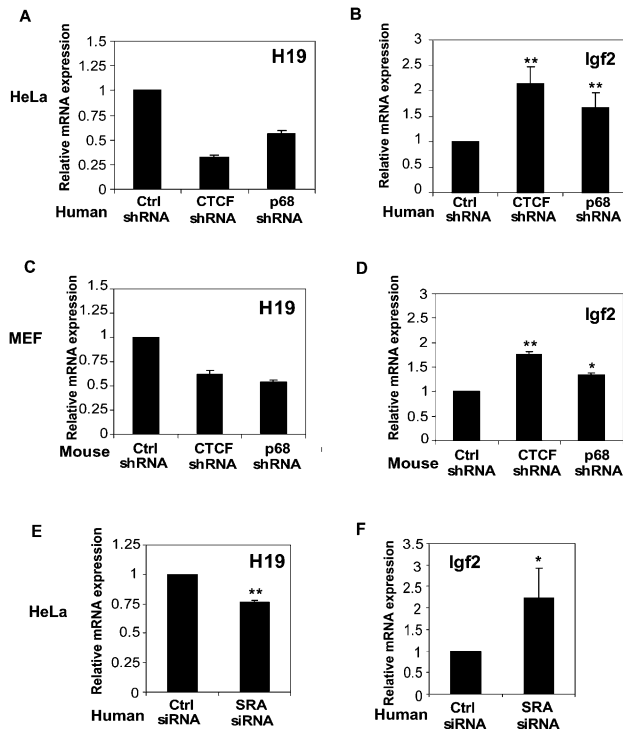 A
HeLa
Relative mRNA expression
1.5
1.25
1
0.75
0.5
0.25
0
H19
Human
Ctrl shRNA
CTCF shRNA
p68 shRNA
B
Relative mRNA expression
3
2.5
2
1.5
1
0.5
0
Igf2
**
**
Human
Ctrl shRNA
CTCF shRNA
p68 shRNA
C
MEF
Relative mRNA expression
1.5
1.25
1
0.75
0.5
0.25
0
H19
Mouse
Ctrl shRNA
CTCF shRNA
p68 shRNA
D
Relative mRNA expression
3
2.5
2
1.5
1
0.5
0
Igf2
**
*
Mouse
Ctrl shRNA
CTCF shRNA
p68 shRNA
E
HeLa
Relative mRNA expression
1.25
1
0.75
0.5
0.25
0
H19
**
Human
Ctrl siRNA
SRA siRNA
F
Relative mRNA expression
3.5
3
2.5
2
1.5
1
0.5
0
Igf2
*
Human
Ctrl siRNA
SRA siRNA